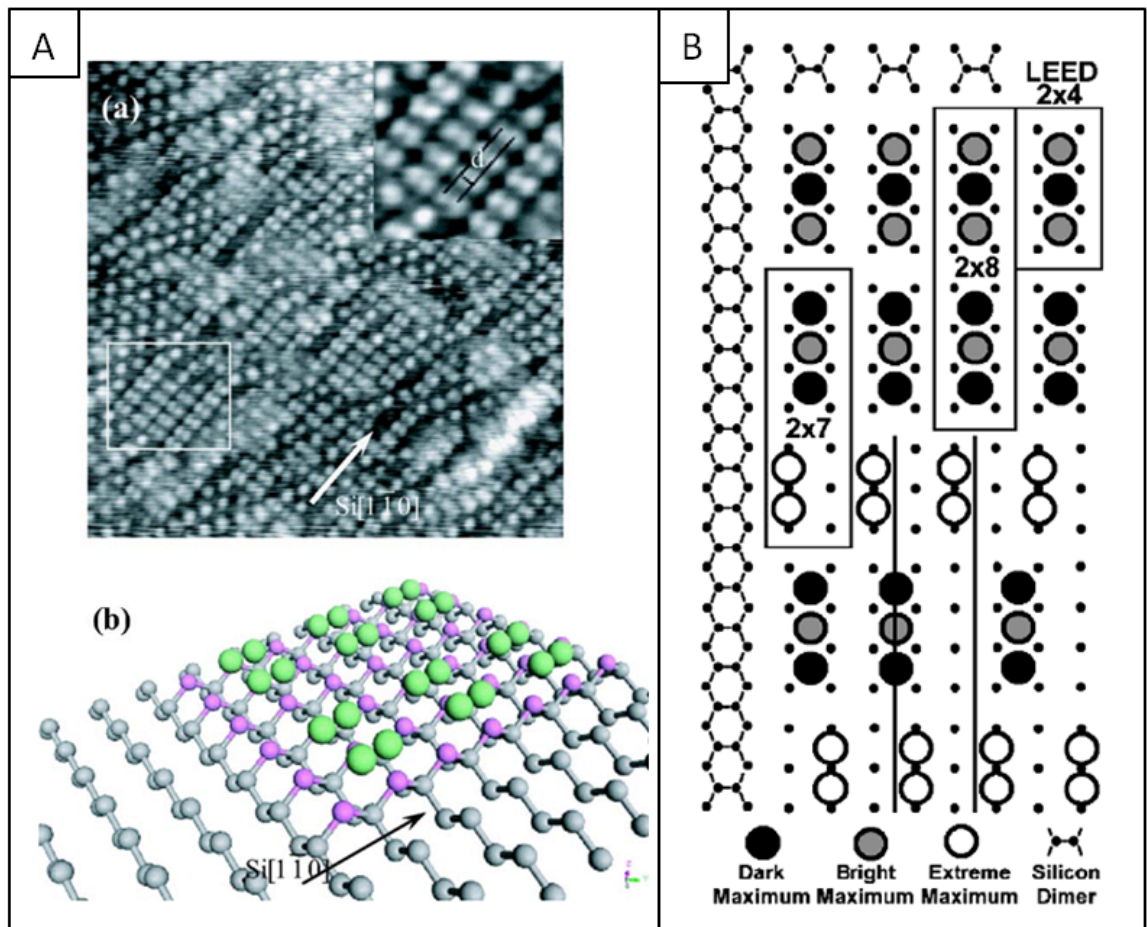 A
(a)
d
Si[1 1 0]
(b)
Si[1 1 0]
B
LEED
2x4
2x8
2x7
Dark
Maximum
Bright
Maximum
Extreme
Maximum
Silicon
Dimer